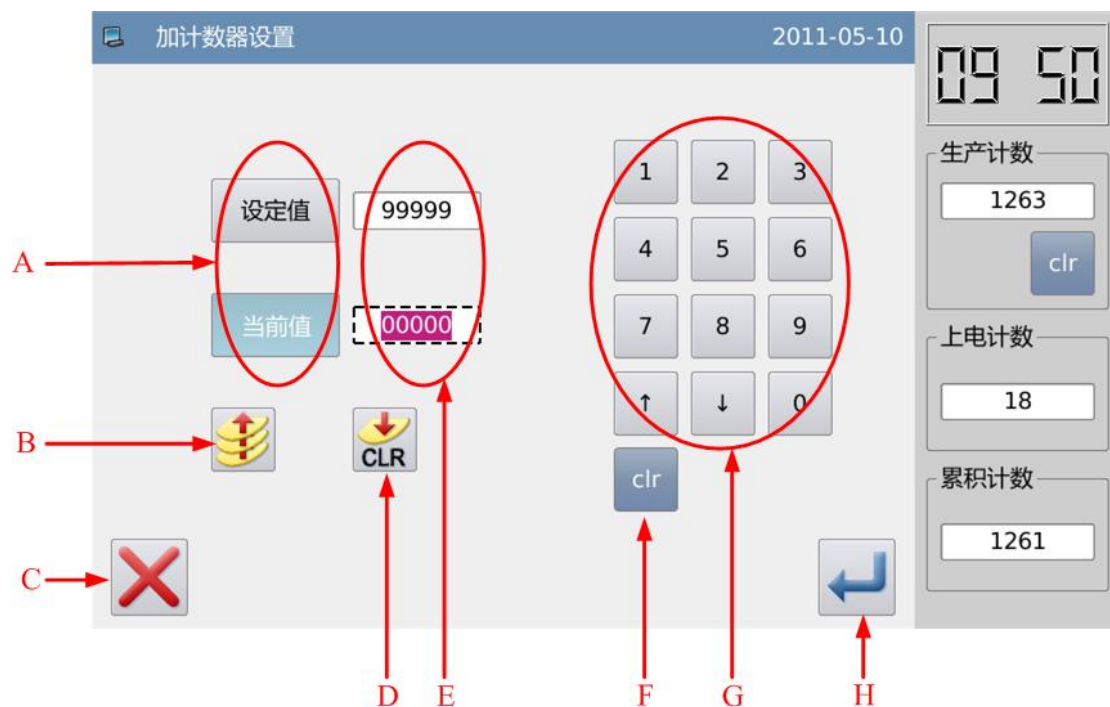 加计数器设置 2011-05-10
09 50
生产计数
1263
clr
上电计数
18
累积计数
1261
设定值 99999
当前值 00000
CLR
1 2 3
4 5 6
7 8 9
↑ ↓ 0
clr
A
B
C
D E F G H